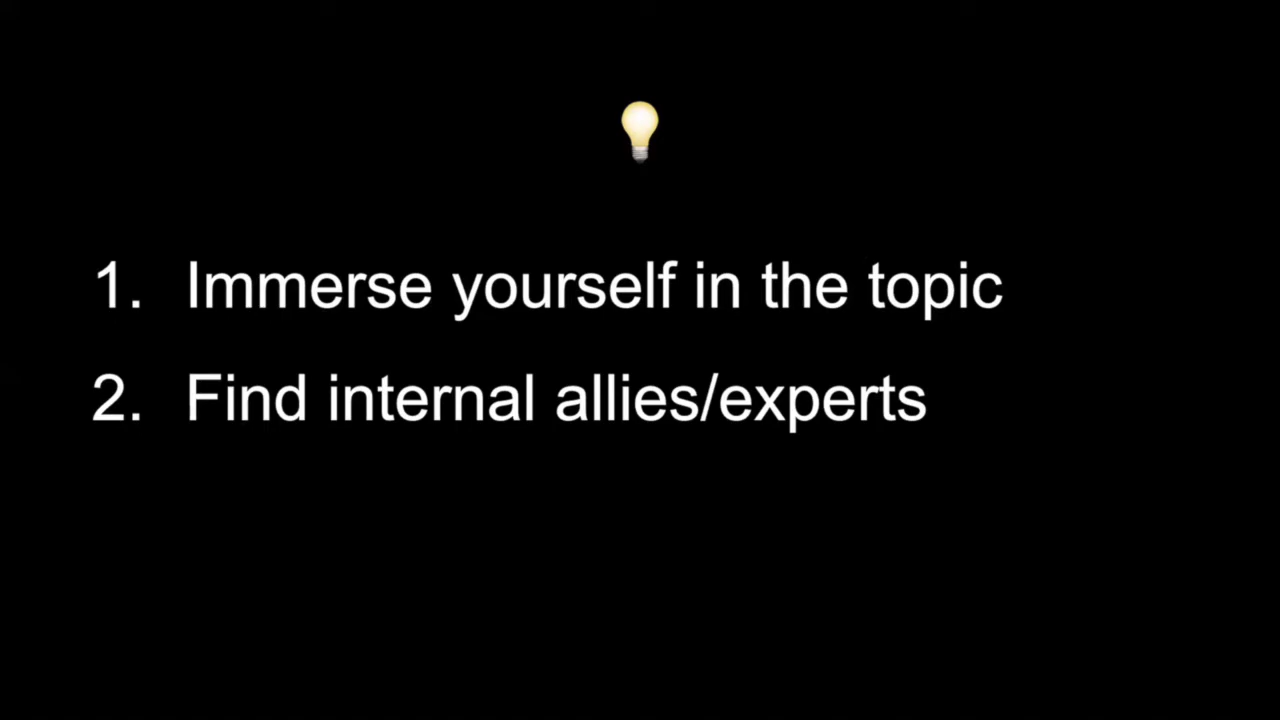 1. Immerse yourself in the topic
2. Find internal allies/experts